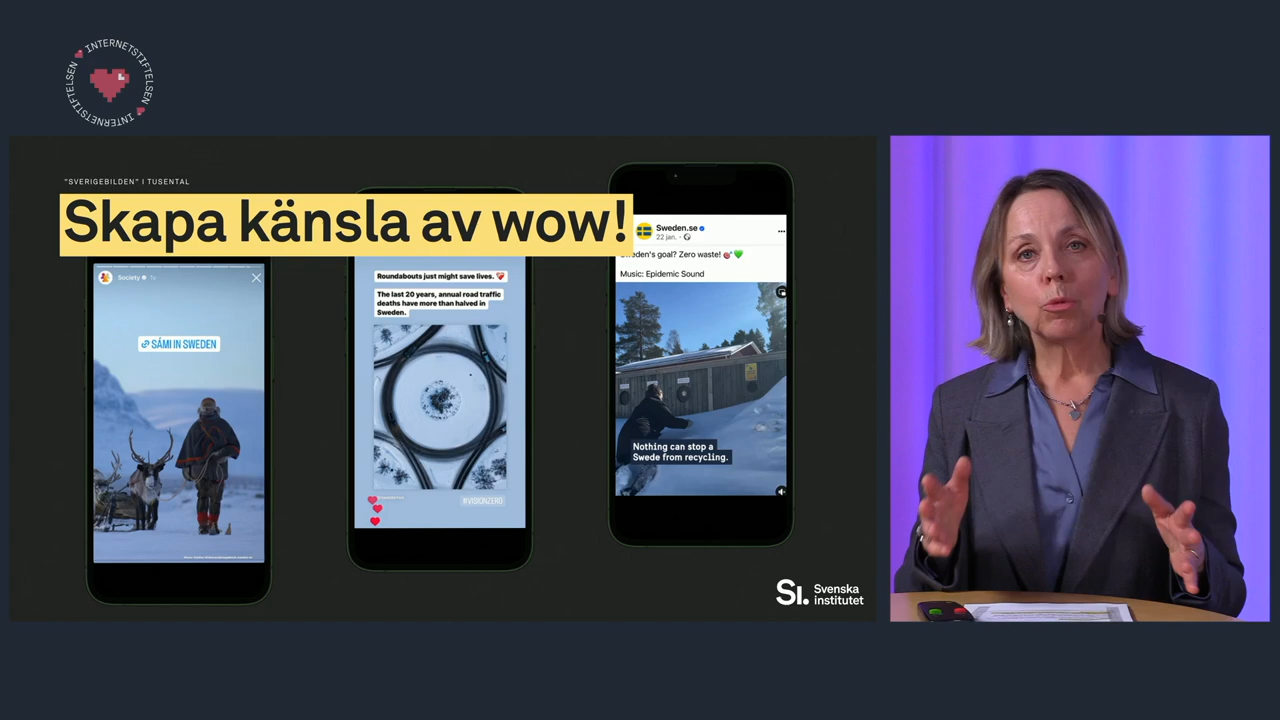 INTERNETSTIFTELSEN
INTERNETSTIFTELSEN
"SVERIGEBILDEN" I TUSENTAL
Skapa känsla av wow!
Society
SÁMI IN SWEDEN
Roundabouts just might save lives.
The last 20 years, annual road traffic
deaths have more than halved in
Sweden.
#VISIONZERO
Sweden.se
22 jan.
Sweden's goal? Zero waste! 🎯💚
Music: Epidemic Sound
Nothing can stop a
Swede from recycling.
SI. Svenska
institutet